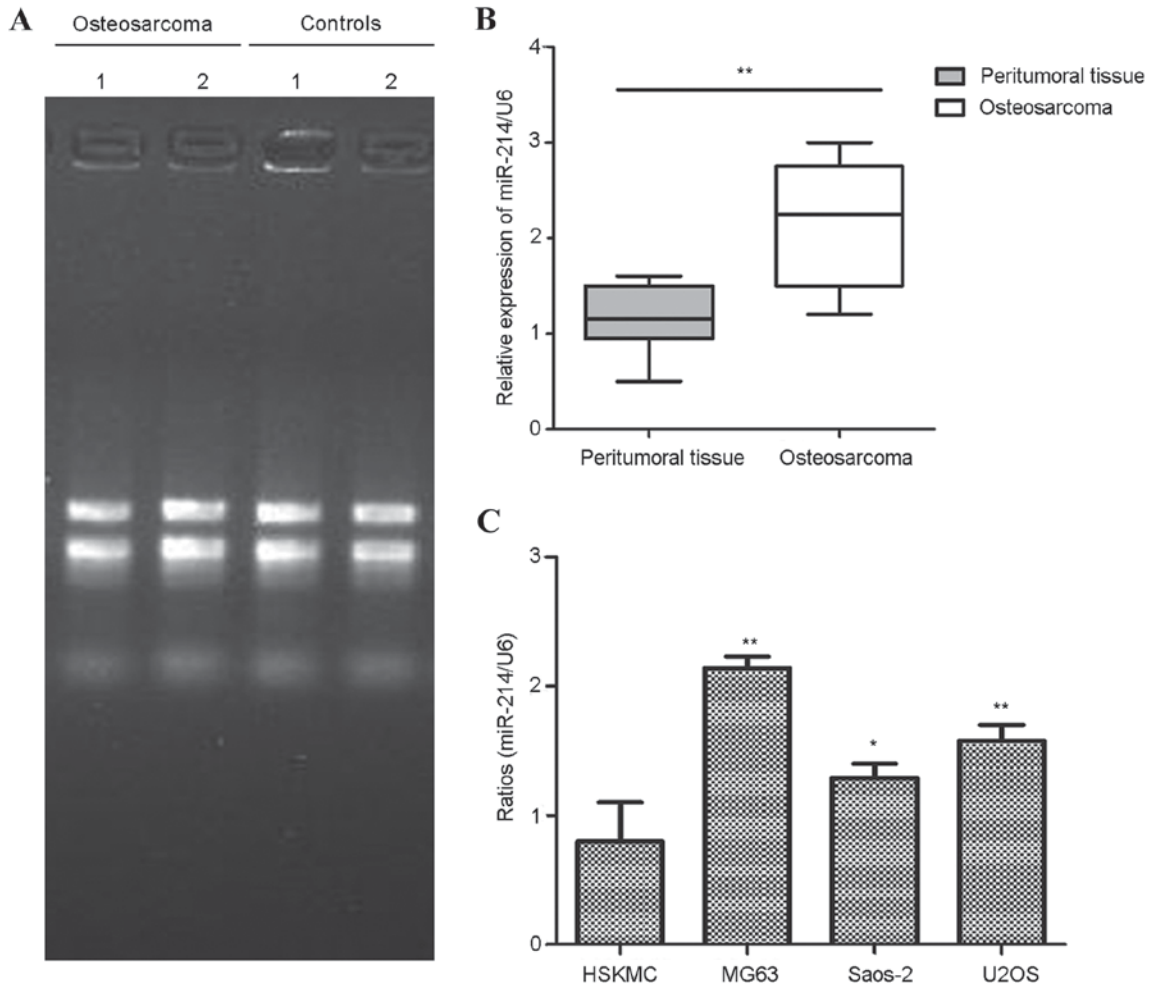 A
Osteosarcoma Controls
1 2 1 2
B
Relative expression of miR-214/U6
4
3
2
1
0
**
Peritumoral tissue
Osteosarcoma
Peritumoral tissue Osteosarcoma
C
Ratios (miR-214/U6)
3
2
1
0
**
*
**
HSKMC MG63 Saos-2 U2OS